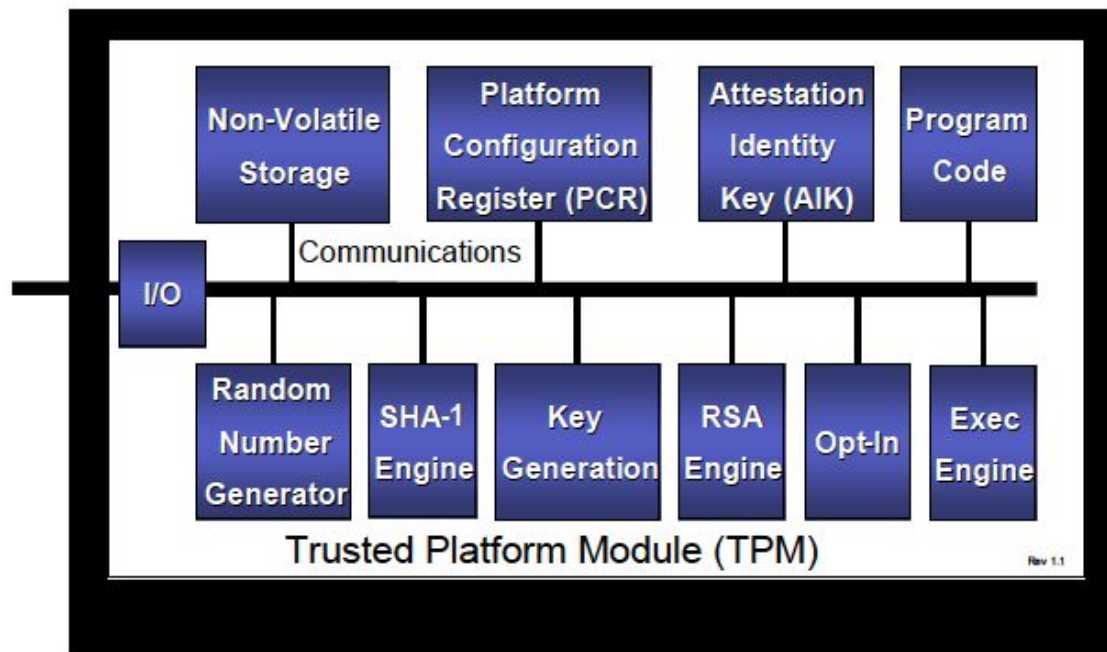 Non-Volatile
Storage
Platform
Configuration
Register (PCR)
Attestation
Identity
Key (AIK)
Program
Code
Communications
I/O
Random
Number
Generator
SHA-1
Engine
Key
Generation
RSA
Engine
Opt-In
Exec
Engine
Trusted Platform Module (TPM)
Rev 1.1